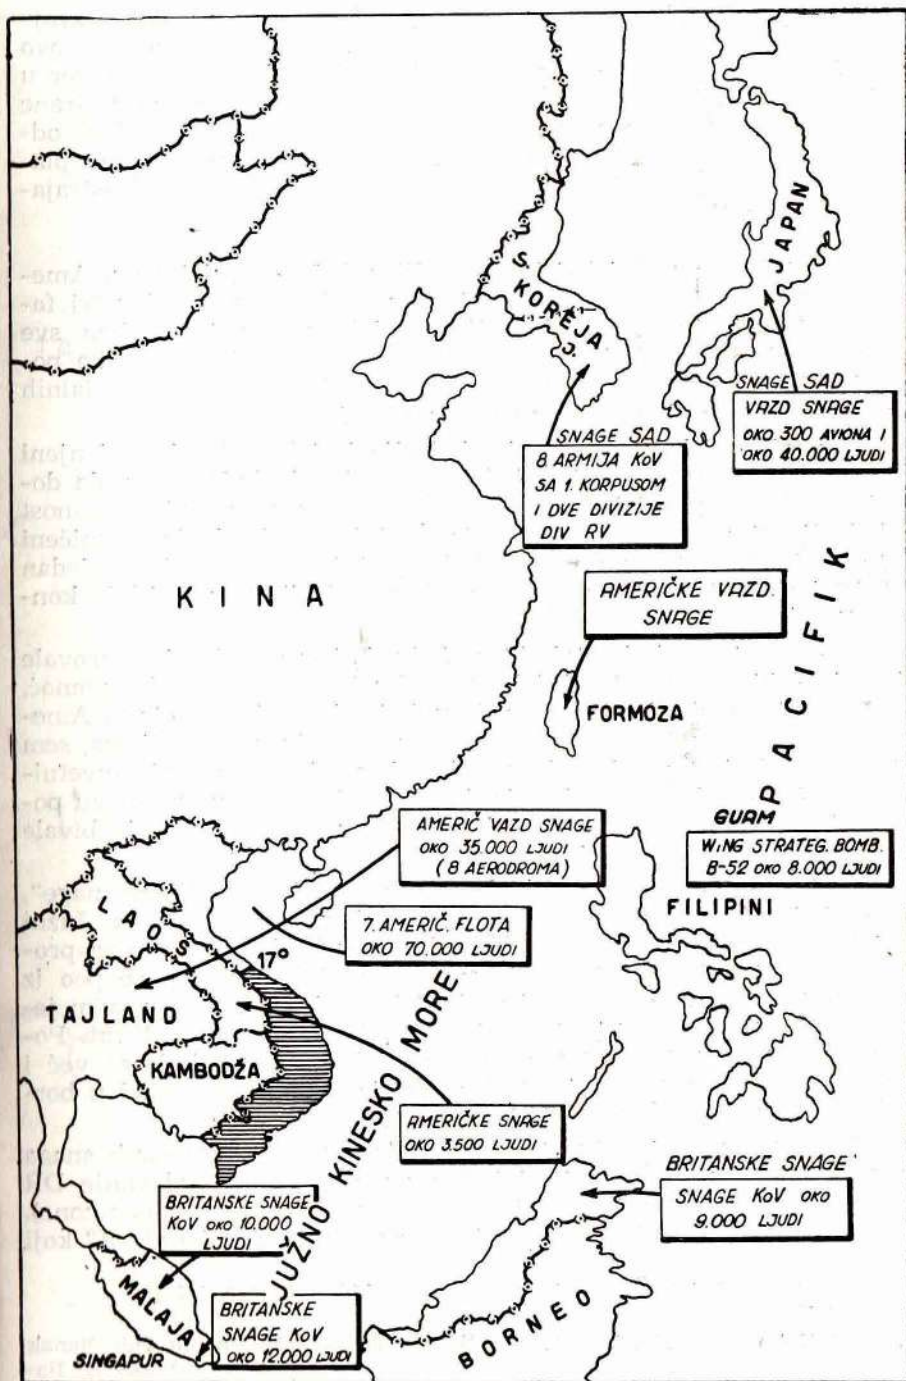 JAPAN
S.
KOREJA
J.
SNAGE SAD
VAZD SNAGE
OKO 300 AVIONA I
OKO 40.000 LJUDI
SNAGE SAD
8. ARMIJA KoV
SA 1. KORPUSOM
I DVE DIVIZIJE
DIV RV
KINA
AMERIČKE VAZD.
SNAGE
PACIFIK
FORMOZA
GUAM
WING STRATEG. BOMB.
B-52 OKO 8.000 LJUDI
AMERIČ VAZD SNAGE
OKO 35.000 LJUDI
(8 AERODROMA)
FILIPINI
LAOS
7. AMERIČ. FLOTA
OKO 70.000 LJUDI
17°
TAJLAND
KAMBODŽA
JUŽNO KINESKO MORE
AMERIČKE SNAGE
OKO 3.500 LJUDI
BRITANSKE SNAGE
SNAGE KoV OKO
9.000 LJUDI
BRITANSKE SNAGE
KoV OKO 10.000
LJUDI
MALAJA
BRITANSKE
SNAGE KoV
OKO 12.000 LJUDI
SINGAPUR
BORNEO